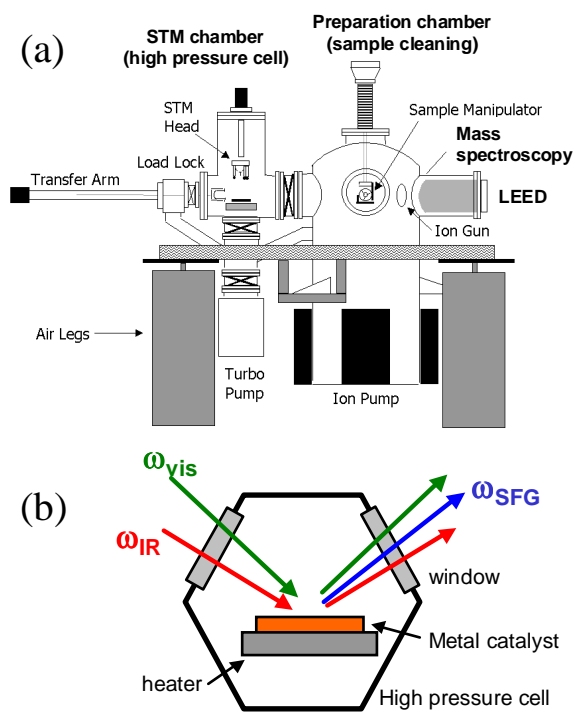 (a)
STM chamber
(high pressure cell)
Preparation chamber
(sample cleaning)
STM
Head
Sample Manipulator
Load Lock
Mass
spectroscopy
Transfer Arm
LEED
Ion Gun
Air Legs
Turbo
Pump
Ion Pump
(b)
ωvis
ωSFG
ωIR
window
Metal catalyst
heater
High pressure cell